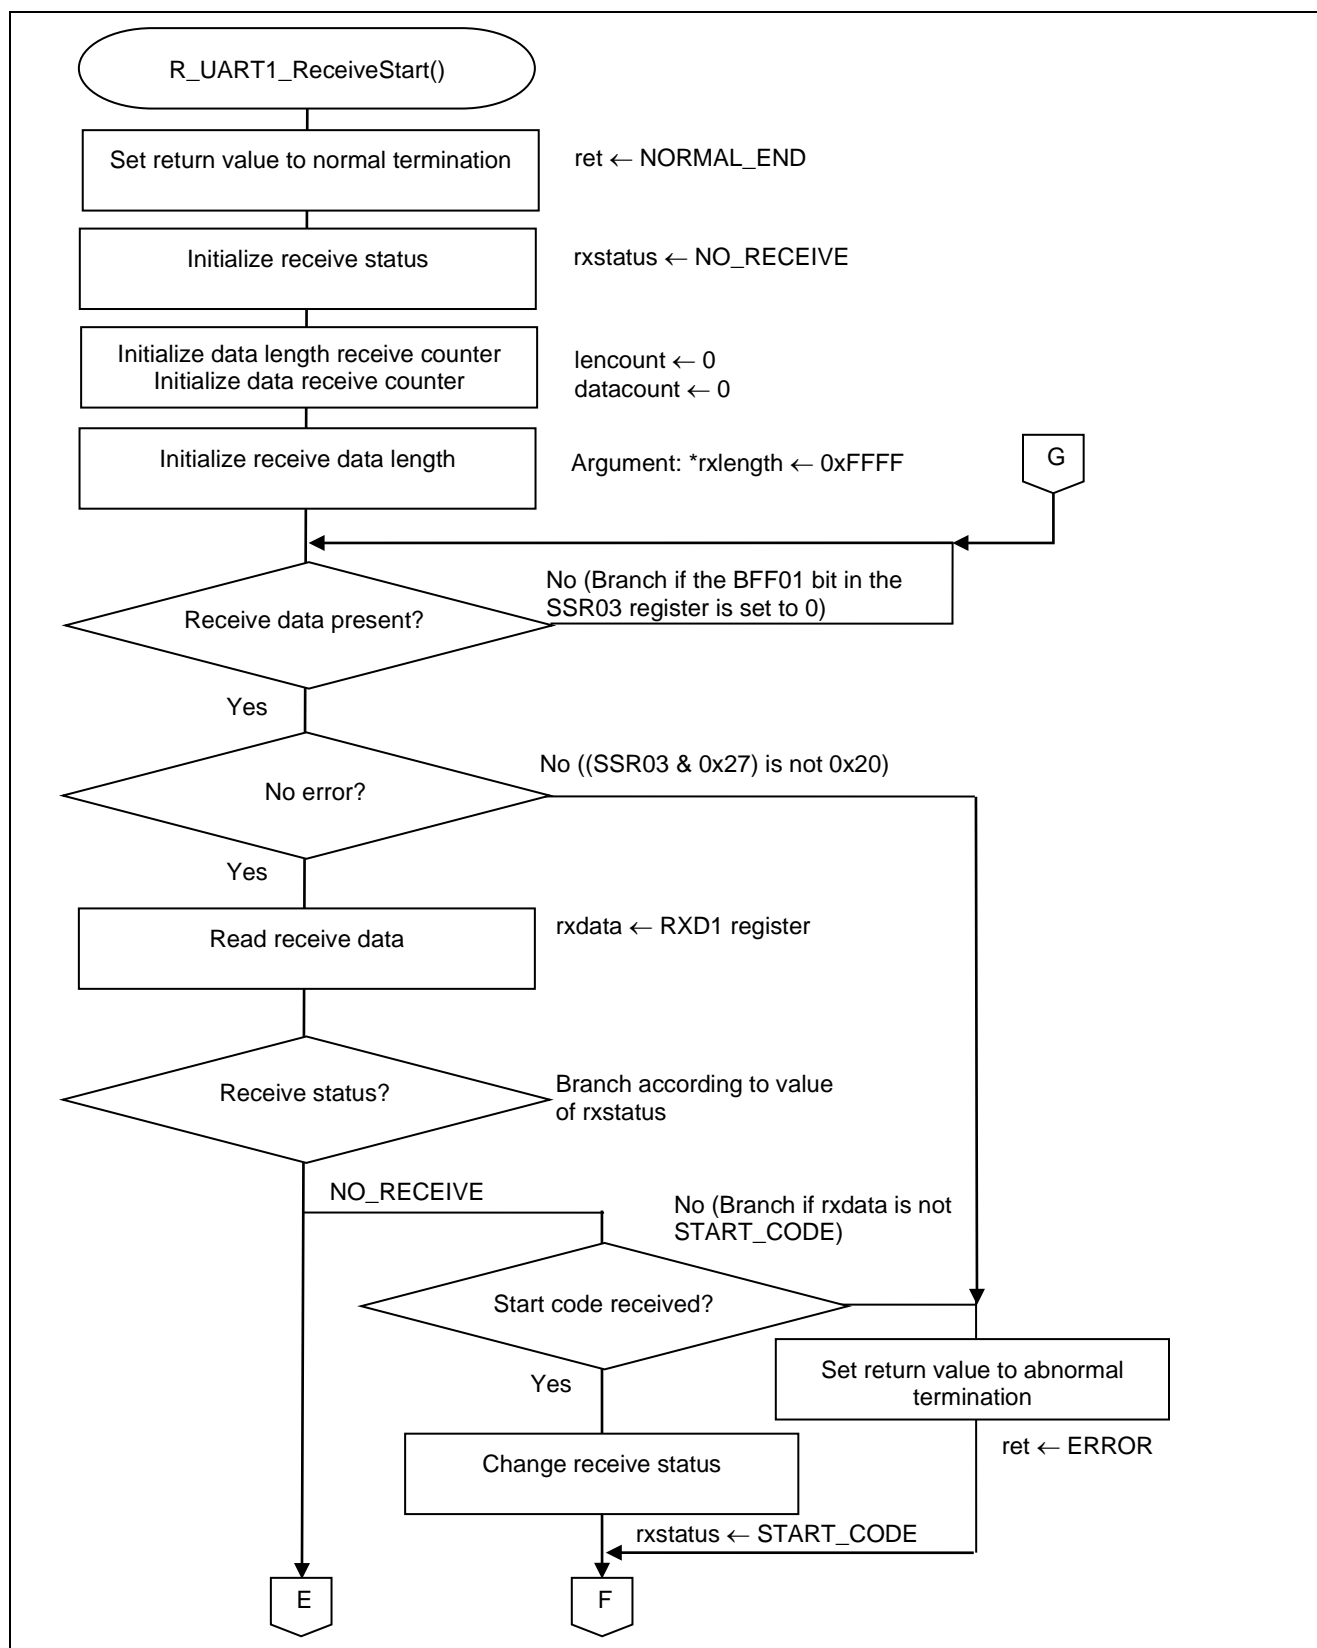 R_UART1_ReceiveStart()
Set return value to normal termination
ret ← NORMAL_END
Initialize receive status
rxstatus ← NO_RECEIVE
Initialize data length receive counter
Initialize data receive counter
lencount ← 0
datacount ← 0
Initialize receive data length
Argument: *rxlength ← 0xFFFF
G
No (Branch if the BFF01 bit in the
SSR03 register is set to 0)
Receive data present?
Yes
No ((SSR03 & 0x27) is not 0x20)
No error?
Yes
Read receive data
rxdata ← RXD1 register
Receive status?
Branch according to value
of rxstatus
NO_RECEIVE
No (Branch if rxdata is not
START_CODE)
Start code received?
Yes
Set return value to abnormal
termination
ret ← ERROR
Change receive status
rxstatus ← START_CODE
E
F